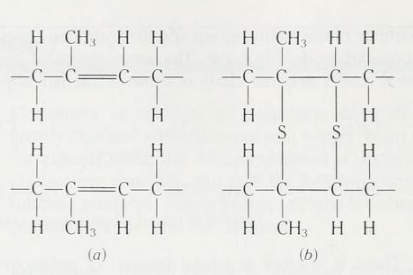 H CH₃ H H H CH₃ H H
—C—C═C—C— —C—C—C—C—
H H H H
S S
H H H H
—C—C═C—C— —C—C—C—C—
H CH₃ H H H CH₃ H H
(a) (b)